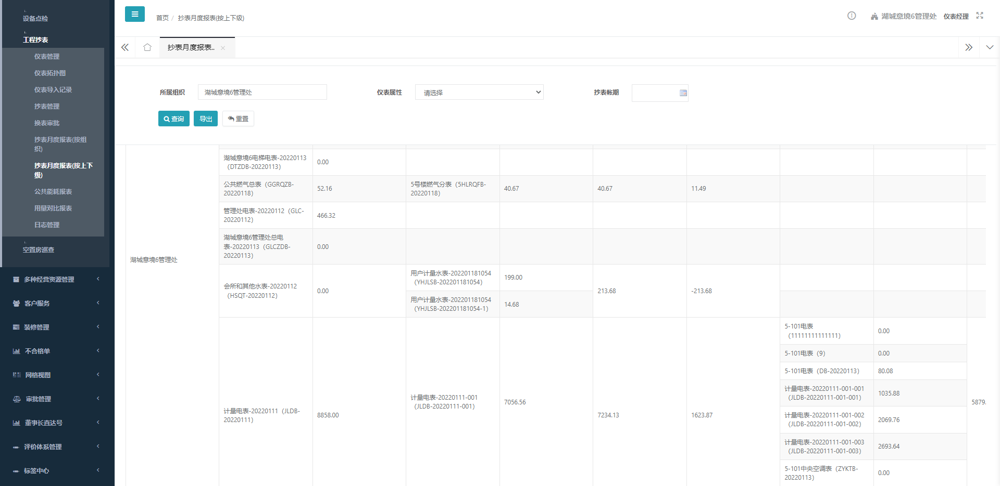 设备点检
工程抄表
仪表管理
仪表拓扑图
仪表导入记录
抄表管理
换表审批
抄表月度报表(按组
织)
抄表月度报表(按上下
级)
公共能耗报表
用量对比报表
日志管理
空置房巡查
多种经营资源管理
客户服务
装修管理
不合格单
网格视图
审批管理
董事长直达号
评价体系管理
标签中心
首页 / 抄表月度报表(按上下级)
湖城意境6管理处 仪表经理
抄表月度报表..
所属组织 湖城意境6管理处 仪表属性 请选择 抄表帐期
查询 导出 重置
湖城意境6管理处
湖城意境6电梯电表-20220113
（DTZDB-20220113）
0.00
公共燃气总表（GGRQZB-
20220118）
52.16
5号楼燃气分表（5HLRQFB-
20220118）
40.67
40.67
11.49
管理处电表-20220112（GLC-
20220112）
466.32
湖城意境6管理处总电
表-20220113（GLCZDB-
20220113）
0.00
会所和其他水表-20220112
（HSQT-20220112）
0.00
用户计量水表-202201181054
（YHJLSB-202201181054）
199.00
213.68
-213.68
用户计量水表-202201181054
（YHJLSB-202201181054-1）
14.68
计量电表-20220111（JLDB-
20220111）
8858.00
计量电表-20220111-001
（JLDB-20220111-001）
7056.56
7234.13
1623.87
5-101电表
（11111111111111）
0.00
5-101电表（9）
0.00
5-101电表（DB-20220113）
80.08
计量电表-20220111-001-001
（JLDB-20220111-001-001）
1035.88
5879.
计量电表-20220111-001-002
（JLDB-20220111-001-002）
2069.76
计量电表-20220111-001-003
（JLDB-20220111-001-003）
2693.64
5-101中央空调表（ZYKTB-
20220113）
0.00